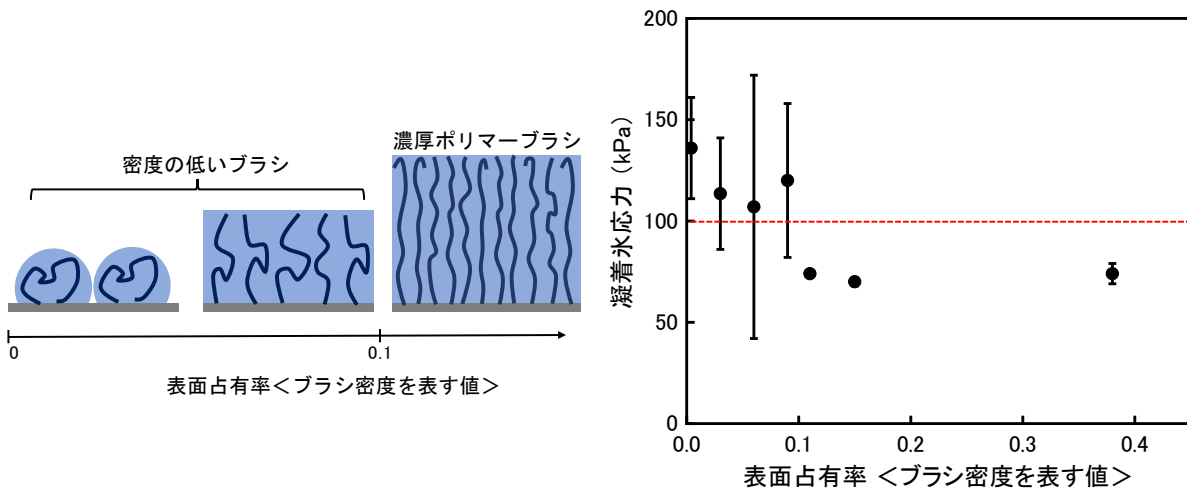 密度の低いブラシ
濃厚ポリマーブラシ
0
0.1
表面占有率＜ブラシ密度を表す値＞
凝着氷応力 (kPa)
200
150
100
50
0
0.0
0.1
0.2
0.3
0.4
表面占有率 ＜ブラシ密度を表す値＞